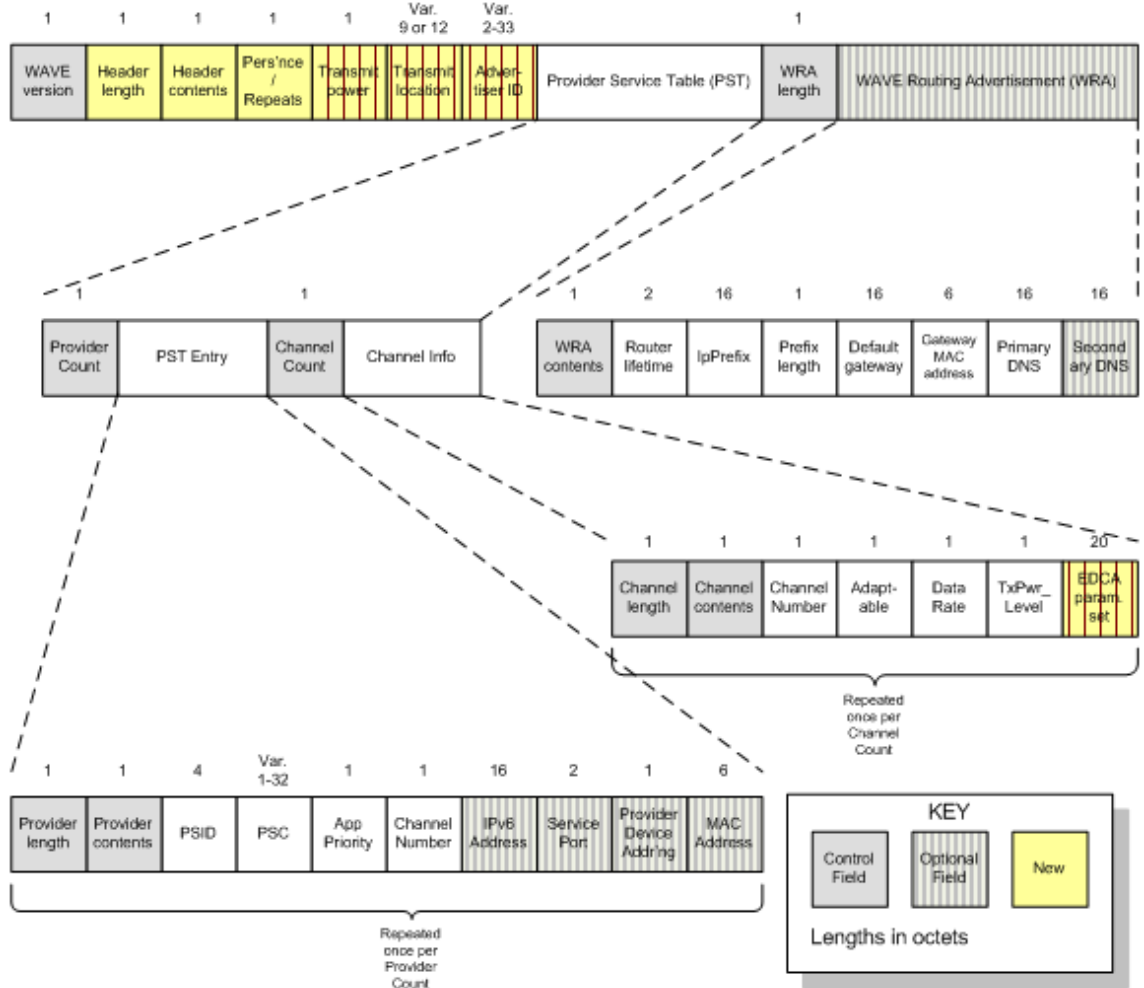 1 1 1 1 1 Var. 9 or 12 Var. 2-33 1
WAVE version
Header length
Header contents
Pers'nce / Repeats
Transmit power
Transmit location
Adver-tiser ID
Provider Service Table (PST)
WRA length
WAVE Routing Advertisement (WRA)
1 1
Provider Count
PST Entry
Channel Count
Channel Info
1 2 16 1 16 6 16 16
WRA contents
Router lifetime
IpPrefix
Prefix length
Default gateway
Gateway MAC address
Primary DNS
Second ary DNS
1 1 1 1 1 1 20
Channel length
Channel contents
Channel Number
Adapt-able
Data Rate
TxPwr_ Level
EDCA param. set
Repeated once per Channel Count
1 1 4 Var. 1-32 1 1 16 2 1 6
Provider length
Provider contents
PSID
PSC
App Priority
Channel Number
IPv6 Address
Service Port
Provider Device Addr'ng
MAC Address
Repeated once per Provider Count
KEY
Control Field
Optional Field
New
Lengths in octets